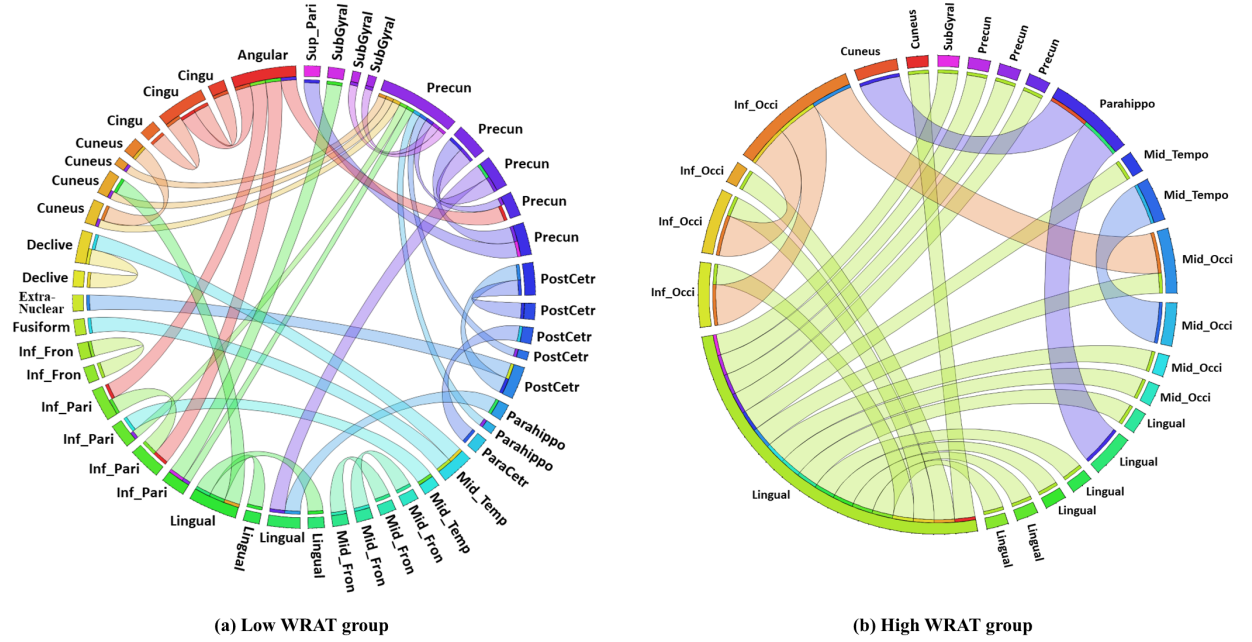 Angular
Sup_Pari
SubGyral
SubGyral
SubGyral
Precun
Precun
Precun
Precun
Precun
PostCetr
PostCetr
PostCetr
PostCetr
PostCetr
Parahippo
Parahippo
ParaCetr
Mid_Temp
Mid_Temp
Mid_Fron
Mid_Fron
Mid_Fron
Mid_Fron
Lingual
Lingual
Lingual
Lingual
Inf_Pari
Inf_Pari
Inf_Pari
Inf_Pari
Inf_Fron
Inf_Fron
Fusiform
Extra-
Nuclear
Declive
Declive
Cuneus
Cuneus
Cuneus
Cuneus
Cingu
Cingu
Cingu
(a) Low WRAT group
Cuneus
Cuneus
SubGyral
Precun
Precun
Precun
Parahippo
Mid_Tempo
Mid_Tempo
Mid_Occi
Mid_Occi
Mid_Occi
Mid_Occi
Lingual
Lingual
Lingual
Lingual
Lingual
Lingual
Lingual
Inf_Occi
Inf_Occi
Inf_Occi
Inf_Occi
(b) High WRAT group